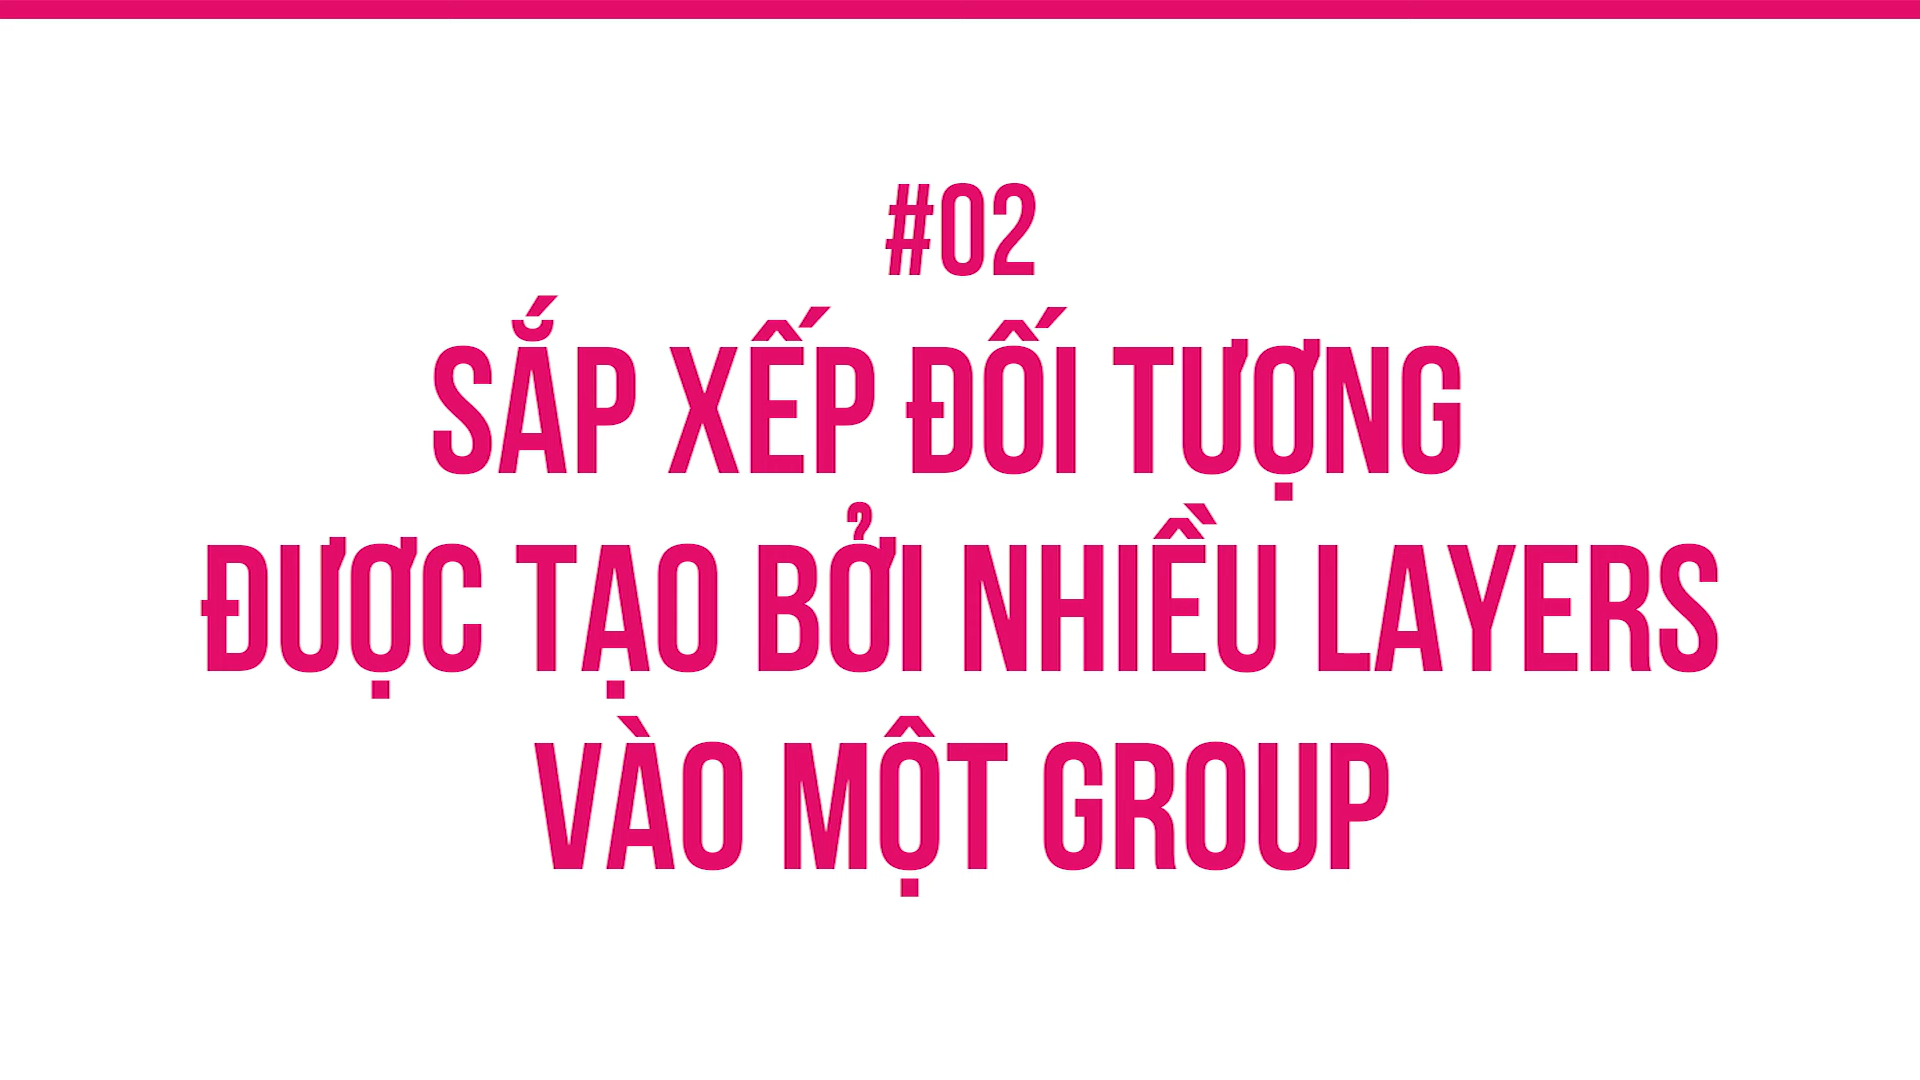 #02
SẮP XẾP ĐỐI TƯỢNG
ĐƯỢC TẠO BỞI NHIỀU LAYERS
VÀO MỘT GROUP